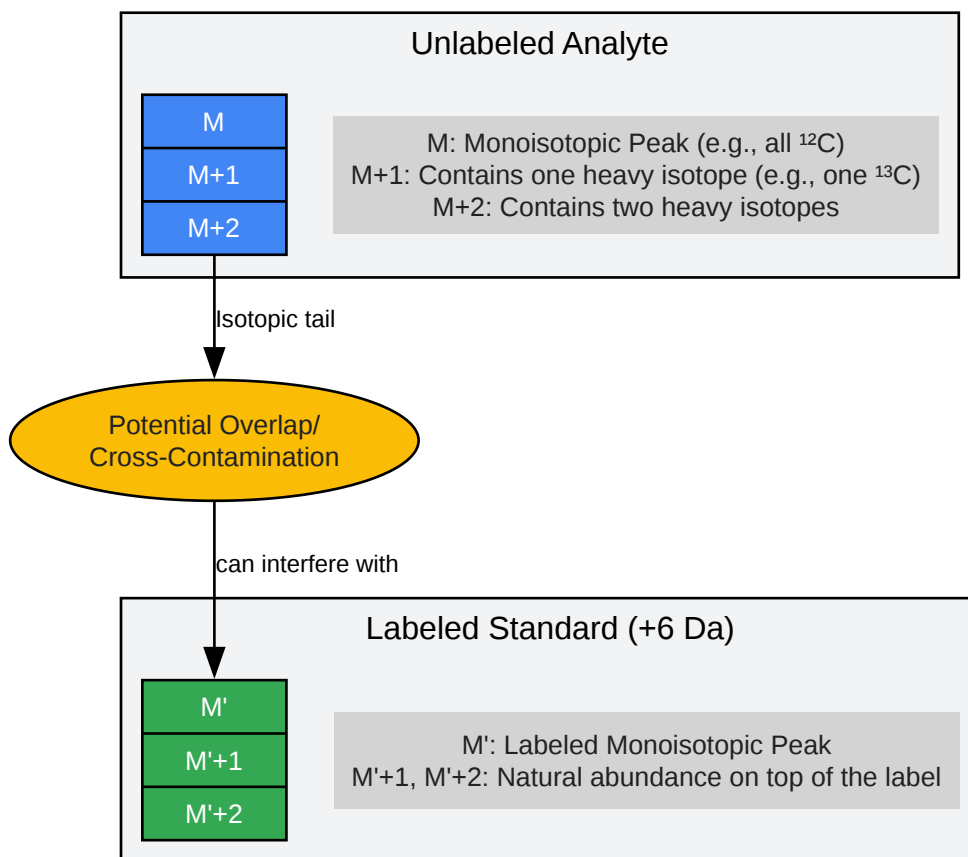 Unlabeled Analyte
M
M+1
M+2
M: Monoisotopic Peak (e.g., all ¹²C)
M+1: Contains one heavy isotope (e.g., one ¹³C)
M+2: Contains two heavy isotopes
Isotopic tail
Potential Overlap/
Cross-Contamination
can interfere with
Labeled Standard (+6 Da)
M'
M'+1
M'+2
M': Labeled Monoisotopic Peak
M'+1, M'+2: Natural abundance on top of the label